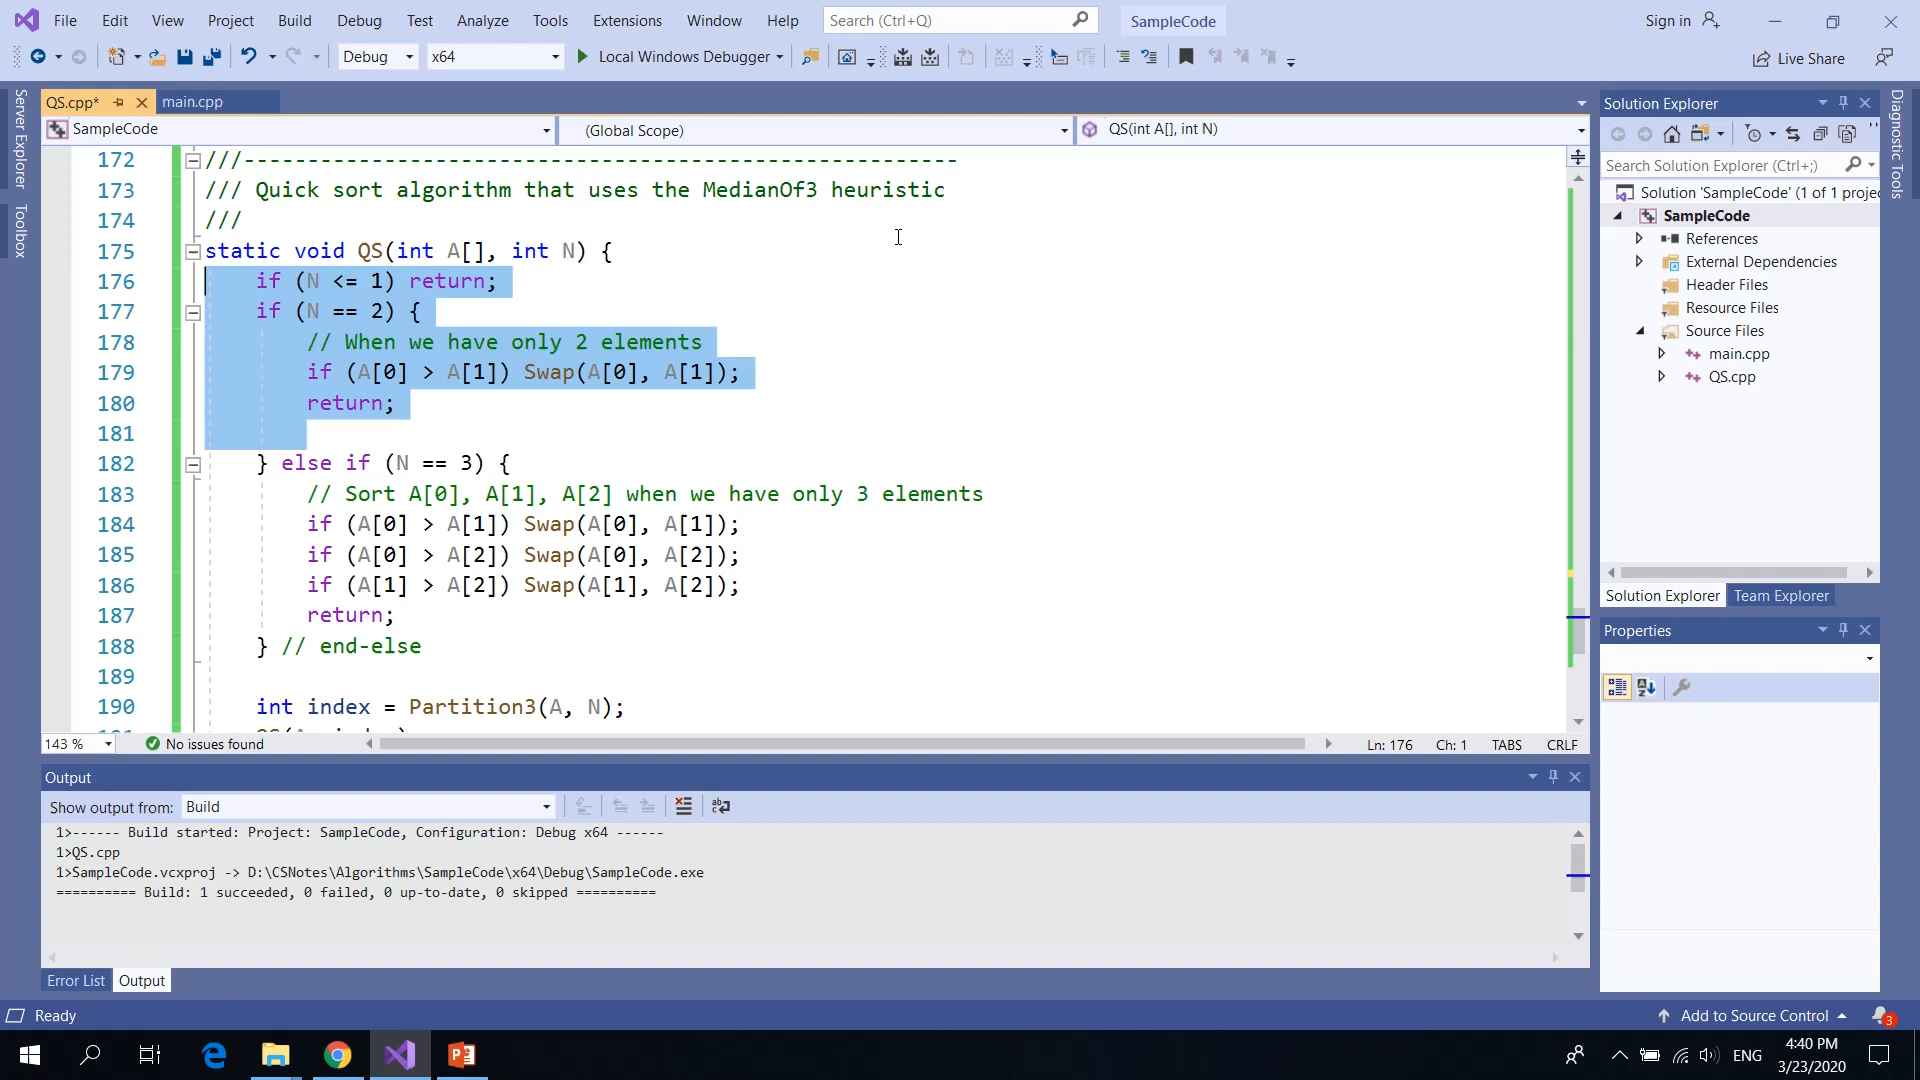 File Edit View Project Build Debug Test Analyze Tools Extensions Window Help Search (Ctrl+Q) SampleCode Sign in
Debug x64 Local Windows Debugger Live Share
QS.cpp* main.cpp
SampleCode (Global Scope) QS(int A[], int N)
Server Explorer
Toolbox
172 ///--------------------------------------------------------
173 /// Quick sort algorithm that uses the MedianOf3 heuristic
174 ///
175 static void QS(int A[], int N) {
176 if (N <= 1) return;
177 if (N == 2) {
178 // When we have only 2 elements
179 if (A[0] > A[1]) Swap(A[0], A[1]);
180 return;
181
182 } else if (N == 3) {
183 // Sort A[0], A[1], A[2] when we have only 3 elements
184 if (A[0] > A[1]) Swap(A[0], A[1]);
185 if (A[0] > A[2]) Swap(A[0], A[2]);
186 if (A[1] > A[2]) Swap(A[1], A[2]);
187 return;
188 } // end-else
189
190 int index = Partition3(A, N);
143 % No issues found Ln: 176 Ch: 1 TABS CRLF
Output
Show output from: Build
1>------ Build started: Project: SampleCode, Configuration: Debug x64 ------
1>QS.cpp
1>SampleCode.vcxproj -> D:\CSNotes\Algorithms\SampleCode\x64\Debug\SampleCode.exe
========== Build: 1 succeeded, 0 failed, 0 up-to-date, 0 skipped ==========
Error List Output
Solution Explorer
Search Solution Explorer (Ctrl+;)
Solution 'SampleCode' (1 of 1 proje
SampleCode
References
External Dependencies
Header Files
Resource Files
Source Files
main.cpp
QS.cpp
Solution Explorer Team Explorer
Properties
Diagnostic Tools
Ready Add to Source Control 3
ENG 4:40 PM
3/23/2020